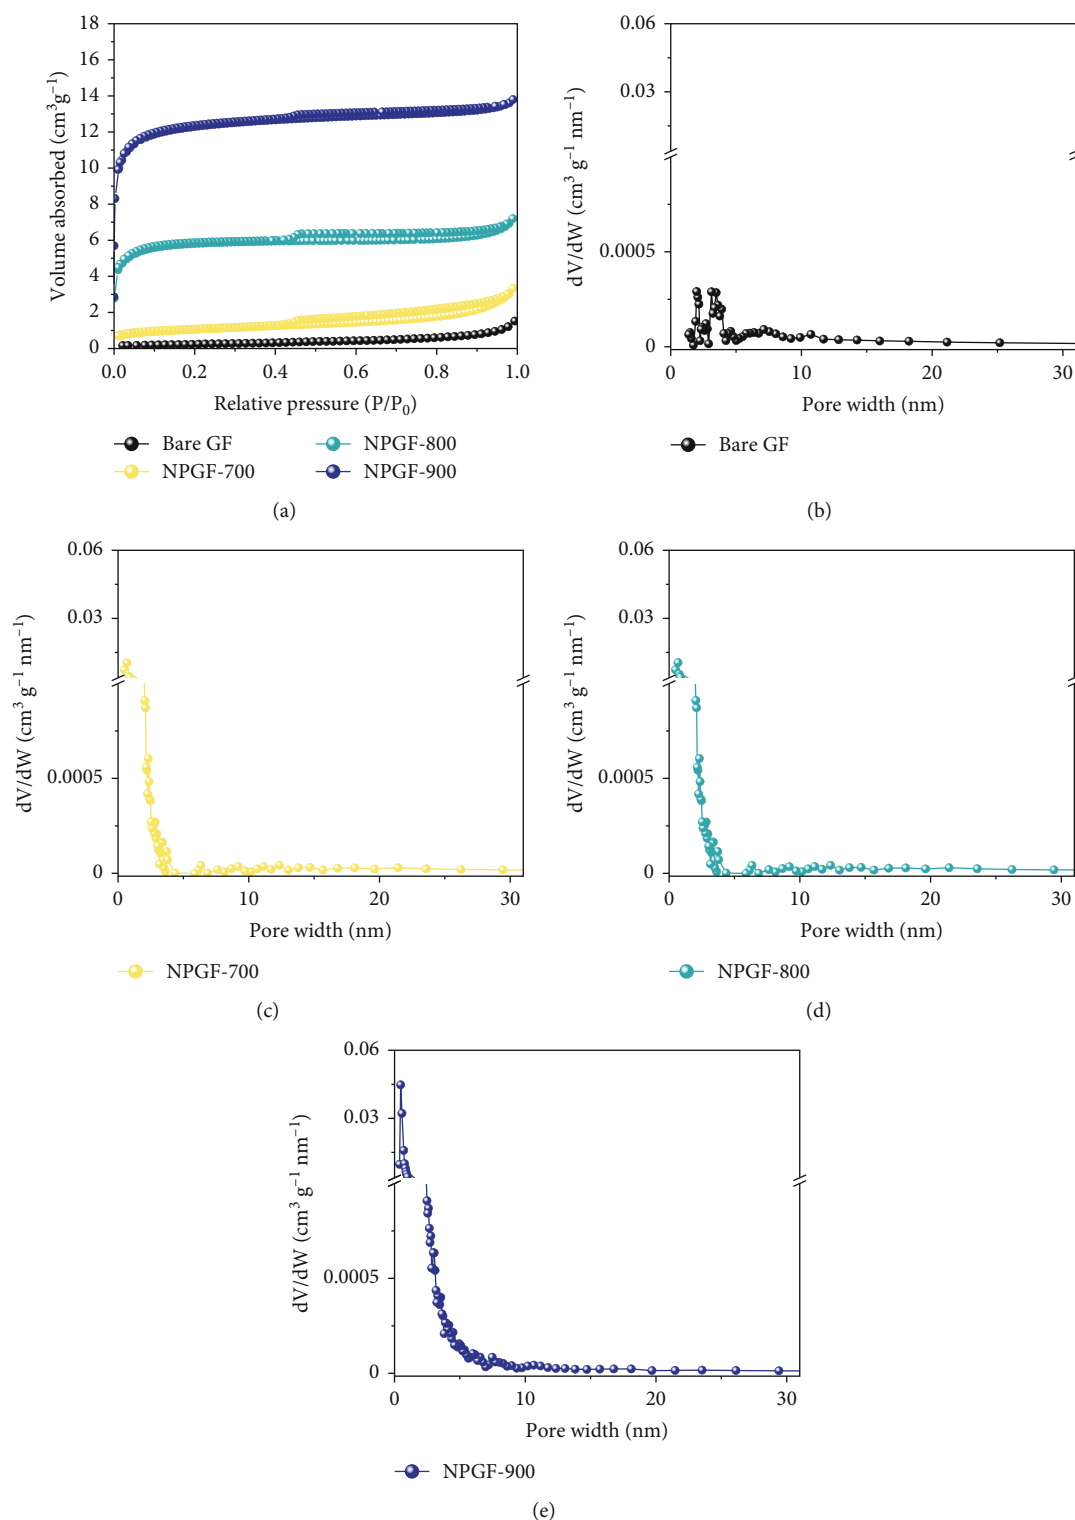 18
16
14
12
10
8
6
4
2
0
Volume absorbed (cm³g⁻¹)
0.0 0.2 0.4 0.6 0.8 1.0
Relative pressure (P/P₀)
Bare GF NPGF-800
NPGF-700 NPGF-900
(a)
0.06
0.03
0.0005
0
dV/dW (cm³ g⁻¹ nm⁻¹)
0 10 20 30
Pore width (nm)
Bare GF
(b)
0.06
0.03
0.0005
0
dV/dW (cm³ g⁻¹ nm⁻¹)
0 10 20 30
Pore width (nm)
NPGF-700
(c)
0.06
0.03
0.0005
0
dV/dW (cm³ g⁻¹ nm⁻¹)
0 10 20 30
Pore width (nm)
NPGF-800
(d)
0.06
0.03
0.0005
0
dV/dW (cm³ g⁻¹ nm⁻¹)
0 10 20 30
Pore width (nm)
NPGF-900
(e)